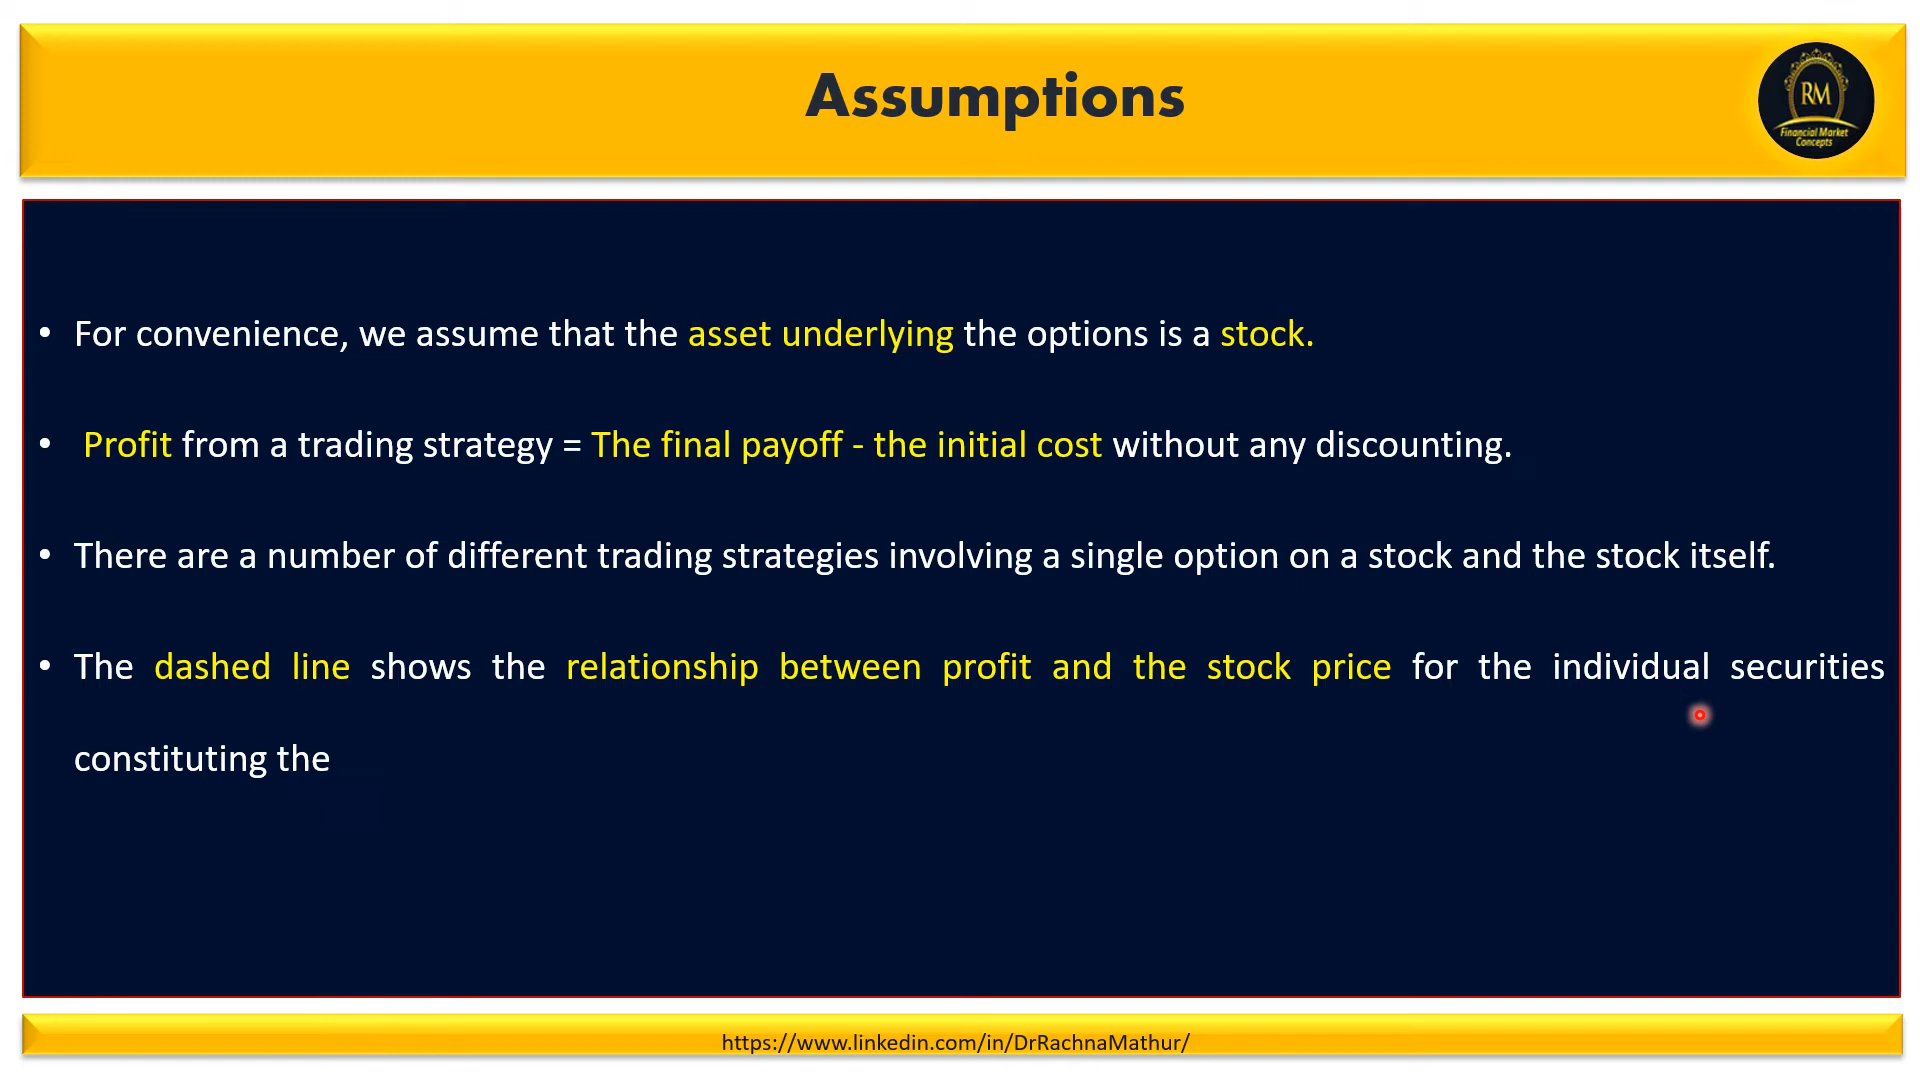 Assumptions
RM
Financial Market
Concepts
• For convenience, we assume that the asset underlying the options is a stock.
• Profit from a trading strategy = The final payoff - the initial cost without any discounting.
• There are a number of different trading strategies involving a single option on a stock and the stock itself.
• The dashed line shows the relationship between profit and the stock price for the individual securities
constituting the
https://www.linkedin.com/in/DrRachnaMathur/